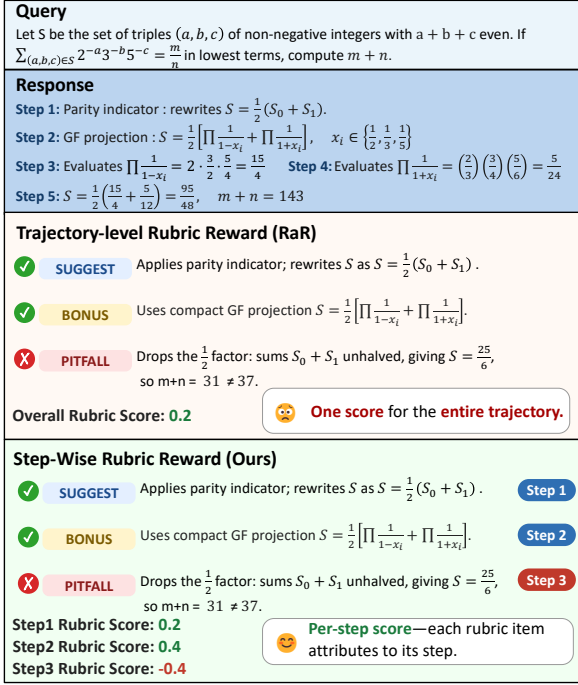 Query
Let S be the set of triples (a, b, c) of non-negative integers with a + b + c even. If
∑_{(a,b,c)∈S} 2^{-a}3^{-b}5^{-c} = m/n in lowest terms, compute m + n.
Response
Step 1: Parity indicator : rewrites S = 1/2 (S₀ + S₁).
Step 2: GF projection : S = 1/2 [∏ 1/(1−xᵢ) + ∏ 1/(1+xᵢ)], xᵢ ∈ {1/2, 1/3, 1/5}
Step 3: Evaluates ∏ 1/(1−xᵢ) = 2 · 3/2 · 5/4 = 15/4 Step 4: Evaluates ∏ 1/(1+xᵢ) = (2/3)(3/4)(5/6) = 5/24
Step 5: S = 1/2 (15/4 + 5/12) = 95/48, m + n = 143
Trajectory-level Rubric Reward (RaR)
SUGGEST Applies parity indicator; rewrites S as S = 1/2 (S₀ + S₁) .
BONUS Uses compact GF projection S = 1/2 [∏ 1/(1−xᵢ) + ∏ 1/(1+xᵢ)].
PITFALL Drops the 1/2 factor: sums S₀ + S₁ unhalved, giving S = 25/6,
so m+n = 31 ≠ 37.
Overall Rubric Score: 0.2
One score for the entire trajectory.
Step-Wise Rubric Reward (Ours)
SUGGEST Applies parity indicator; rewrites S as S = 1/2 (S₀ + S₁) . Step 1
BONUS Uses compact GF projection S = 1/2 [∏ 1/(1−xᵢ) + ∏ 1/(1+xᵢ)]. Step 2
PITFALL Drops the 1/2 factor: sums S₀ + S₁ unhalved, giving S = 25/6, Step 3
so m+n = 31 ≠ 37.
Step1 Rubric Score: 0.2
Step2 Rubric Score: 0.4
Step3 Rubric Score: -0.4
Per-step score—each rubric item
attributes to its step.